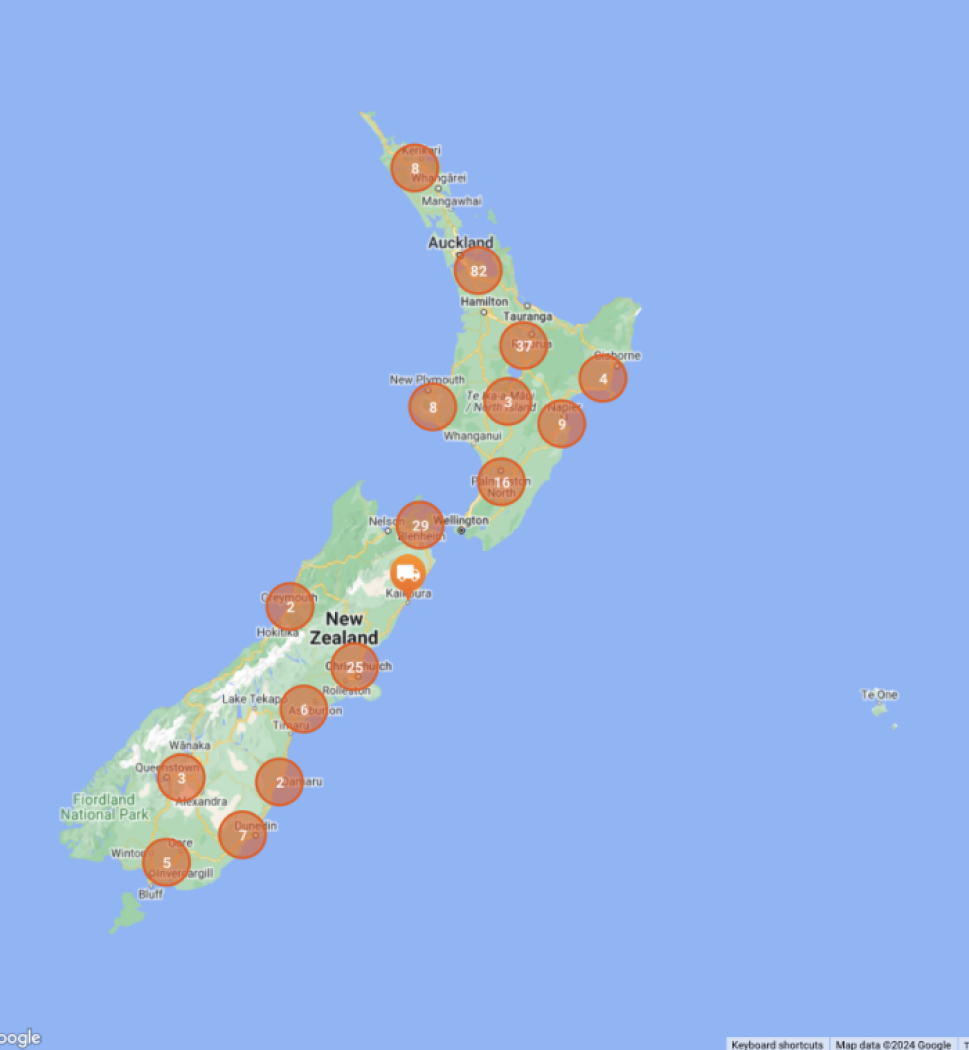 Kerikeri
8
Whangārei
Mangawhai
Auckland
82
Hamilton
Tauranga
37
Gisborne
4
New Plymouth
8
Te Ika-a-Māui
/ North Island
3
Napier
9
Whanganui
16
Palmerston
North
Nelson
29
Wellington
Blenheim
Kaikōura
Greymouth
2
Hokitika
New
Zealand
25
Christchurch
Rolleston
Lake Tekapo
6
Ashburton
Timaru
Te One
Wānaka
Queenstown
3
2
Oamaru
Alexandra
Fiordland
National Park
Dunedin
7
Gore
Winton
5
Invercargill
Bluff
oogle
Keyboard shortcuts
Map data ©2024 Google
T